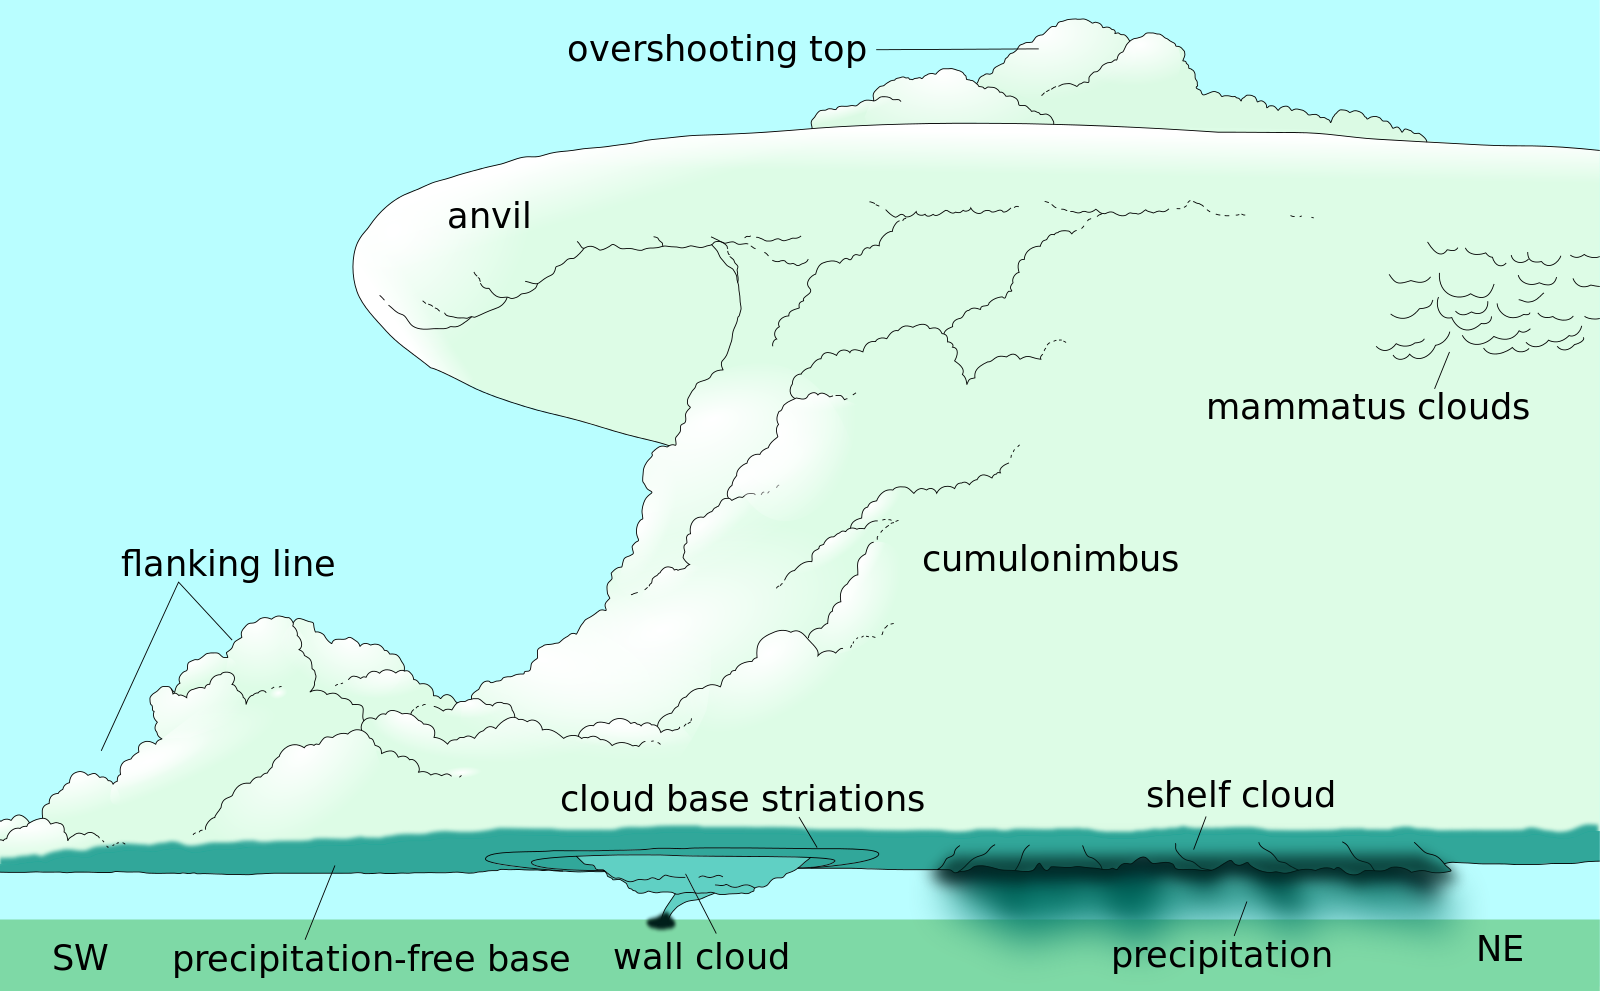 overshooting top
anvil
mammatus clouds
flanking line
cumulonimbus
cloud base striations
shelf cloud
SW
precipitation-free base
wall cloud
precipitation
NE